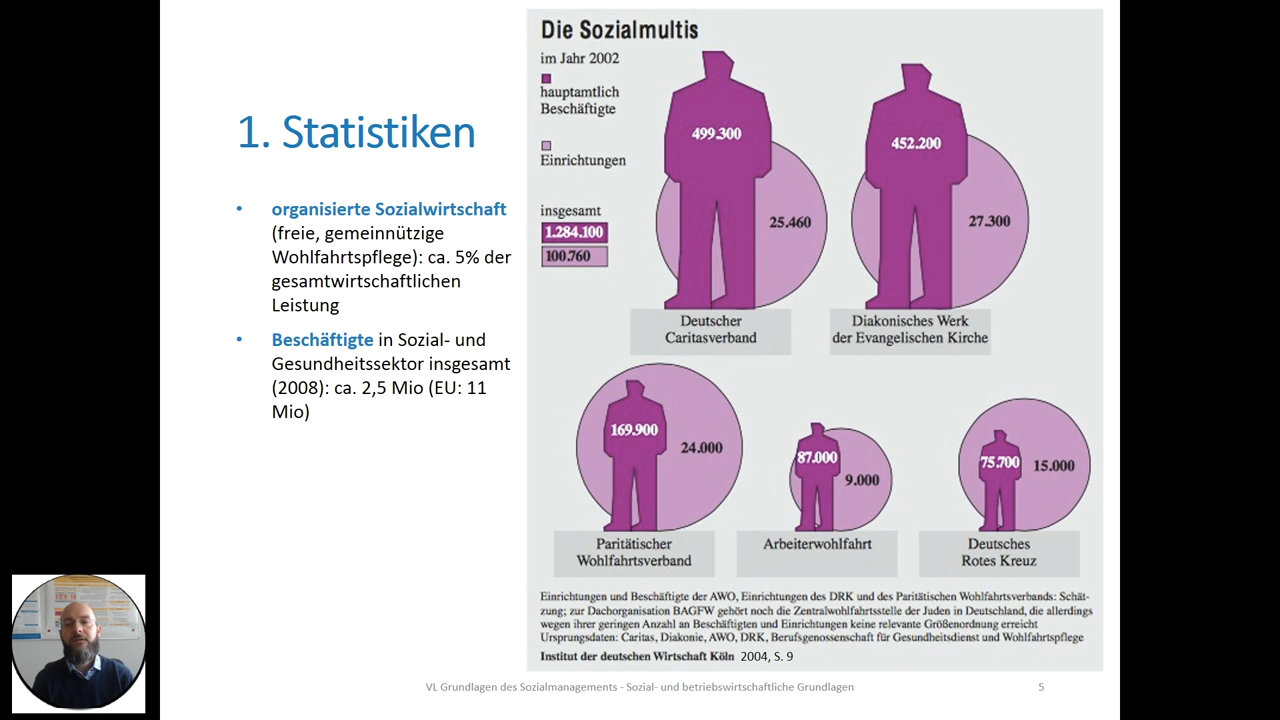 1. Statistiken
• organisierte Sozialwirtschaft
(freie, gemeinnützige
Wohlfahrtspflege): ca. 5% der
gesamtwirtschaftlichen
Leistung
• Beschäftigte in Sozial- und
Gesundheitssektor insgesamt
(2008): ca. 2,5 Mio (EU: 11
Mio)
Die Sozialmultis
im Jahr 2002
hauptamtlich
Beschäftigte
Einrichtungen
insgesamt
1.284.100
100.760
499.300
25.460
Deutscher
Caritasverband
452.200
27.300
Diakonisches Werk
der Evangelischen Kirche
169.900
24.000
Paritätischer
Wohlfahrtsverband
87.000
9.000
Arbeiterwohlfahrt
75.700
15.000
Deutsches
Rotes Kreuz
Einrichtungen und Beschäftigte der AWO, Einrichtungen des DRK und des Paritätischen Wohlfahrtsverbands: Schät-
zung; zur Dachorganisation BAGFW gehört noch die Zentralwohlfahrtsstelle der Juden in Deutschland, die allerdings
wegen ihrer geringen Anzahl an Beschäftigten und Einrichtungen keine relevante Größenordnung erreicht
Ursprungsdaten: Caritas, Diakonie, AWO, DRK, Berufsgenossenschaft für Gesundheitsdienst und Wohlfahrtspflege
Institut der deutschen Wirtschaft Köln 2004, S. 9
VL Grundlagen des Sozialmanagements - Sozial- und betriebswirtschaftliche Grundlagen
5